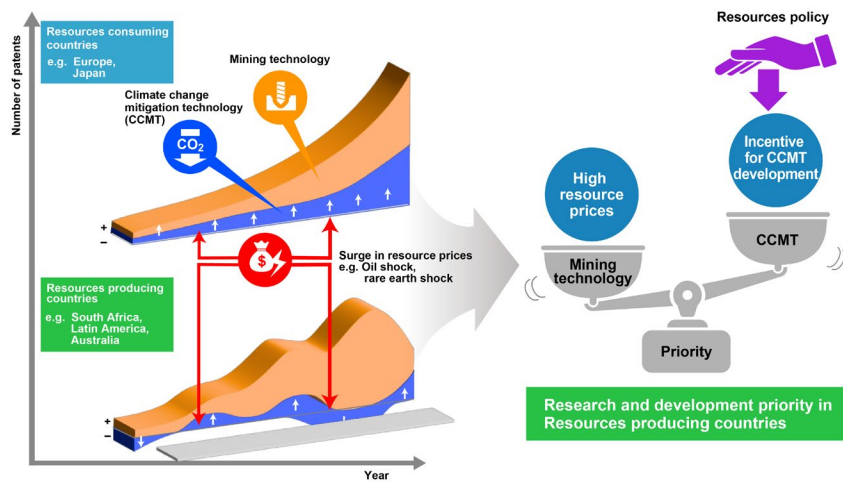 Resources consuming
countries
e.g. Europe,
Japan
Mining technology
Climate change
mitigation technology
(CCMT)
CO2
Number of patents
+
−
$
Surge in resource prices
e.g. Oil shock,
rare earth shock
Resources producing
countries
e.g. South Africa,
Latin America,
Australia
+
−
Year
Resources policy
Incentive
for CCMT
development
High
resource
prices
CCMT
Mining
technology
Priority
Research and development priority in
Resources producing countries